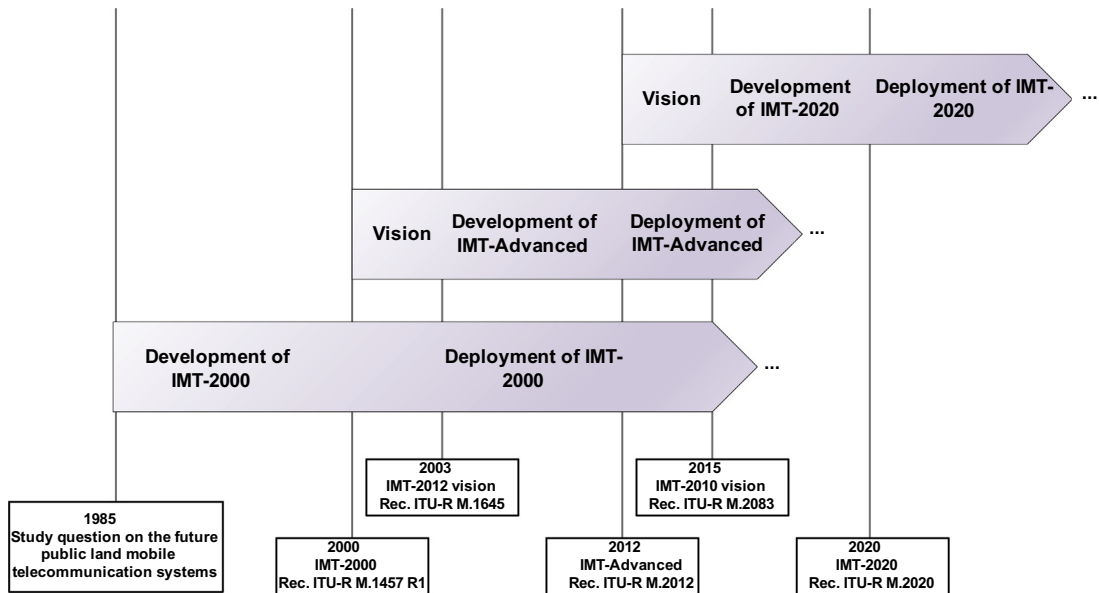 Vision
Development
of IMT-2020
Deployment of IMT-
2020
...
Vision
Development of
IMT-Advanced
Deployment of
IMT-Advanced
...
Development of
IMT-2000
Deployment of IMT-
2000
...
2003
IMT-2012 vision
Rec. ITU-R M.1645
2015
IMT-2010 vision
Rec. ITU-R M.2083
1985
Study question on the future
public land mobile
telecommunication systems
2000
IMT-2000
Rec. ITU-R M.1457 R1
2012
IMT-Advanced
Rec. ITU-R M.2012
2020
IMT-2020
Rec. ITU-R M.2020